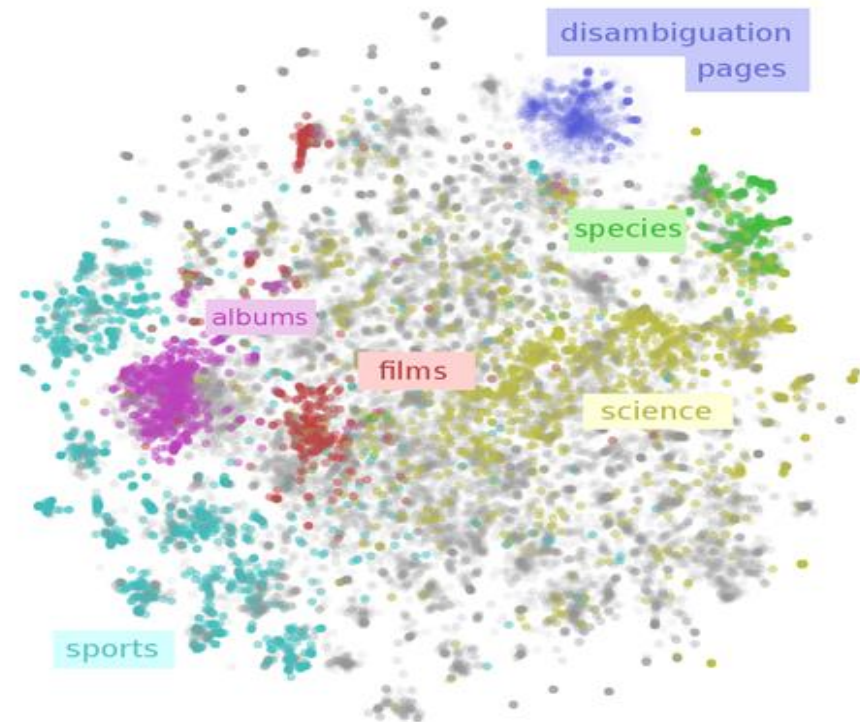 disambiguation
pages
species
albums
films
science
sports